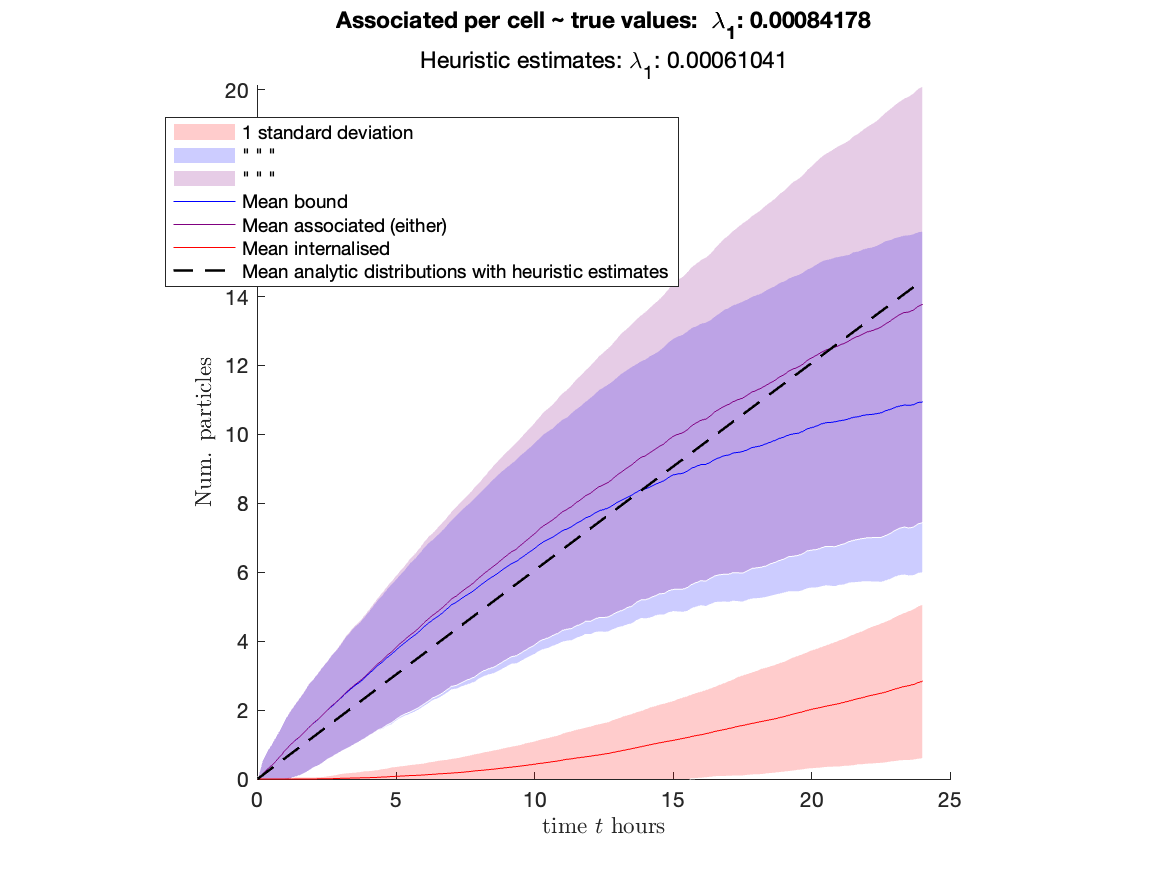 Associated per cell ~ true values: λ1: 0.00084178
Heuristic estimates: λ1: 0.00061041
20
1 standard deviation
" " "
" " "
Mean bound
Mean associated (either)
Mean internalised
Mean analytic distributions with heuristic estimates
14
12
10
8
6
4
2
0
Num. particles
0 5 10 15 20 25
time t hours